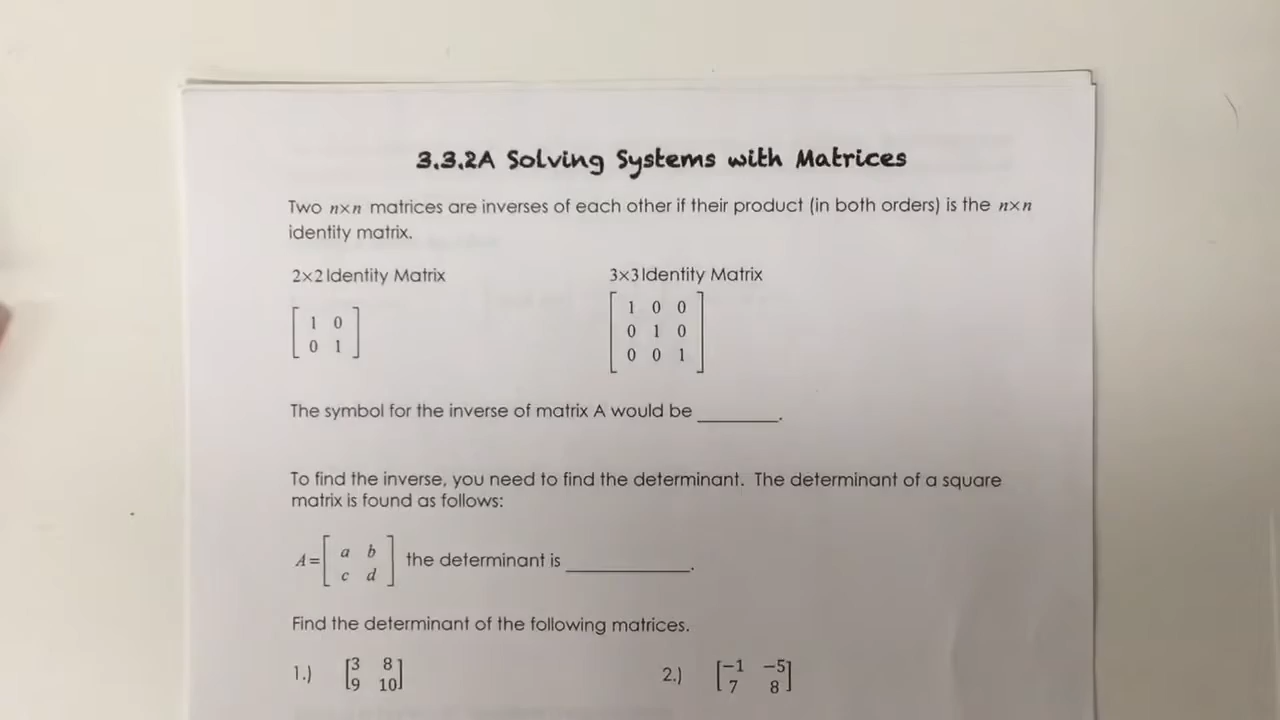 3.3.2A Solving Systems with Matrices
Two n×n matrices are inverses of each other if their product (in both orders) is the n×n
identity matrix.
2×2 Identity Matrix 3×3 Identity Matrix
1 0
0 1
1 0 0
0 1 0
0 0 1
The symbol for the inverse of matrix A would be ________.
To find the inverse, you need to find the determinant. The determinant of a square
matrix is found as follows:
A= [a b
c d] the determinant is ____________.
Find the determinant of the following matrices.
1.) [3 8
9 10]
2.) [−1 −5
7 8]